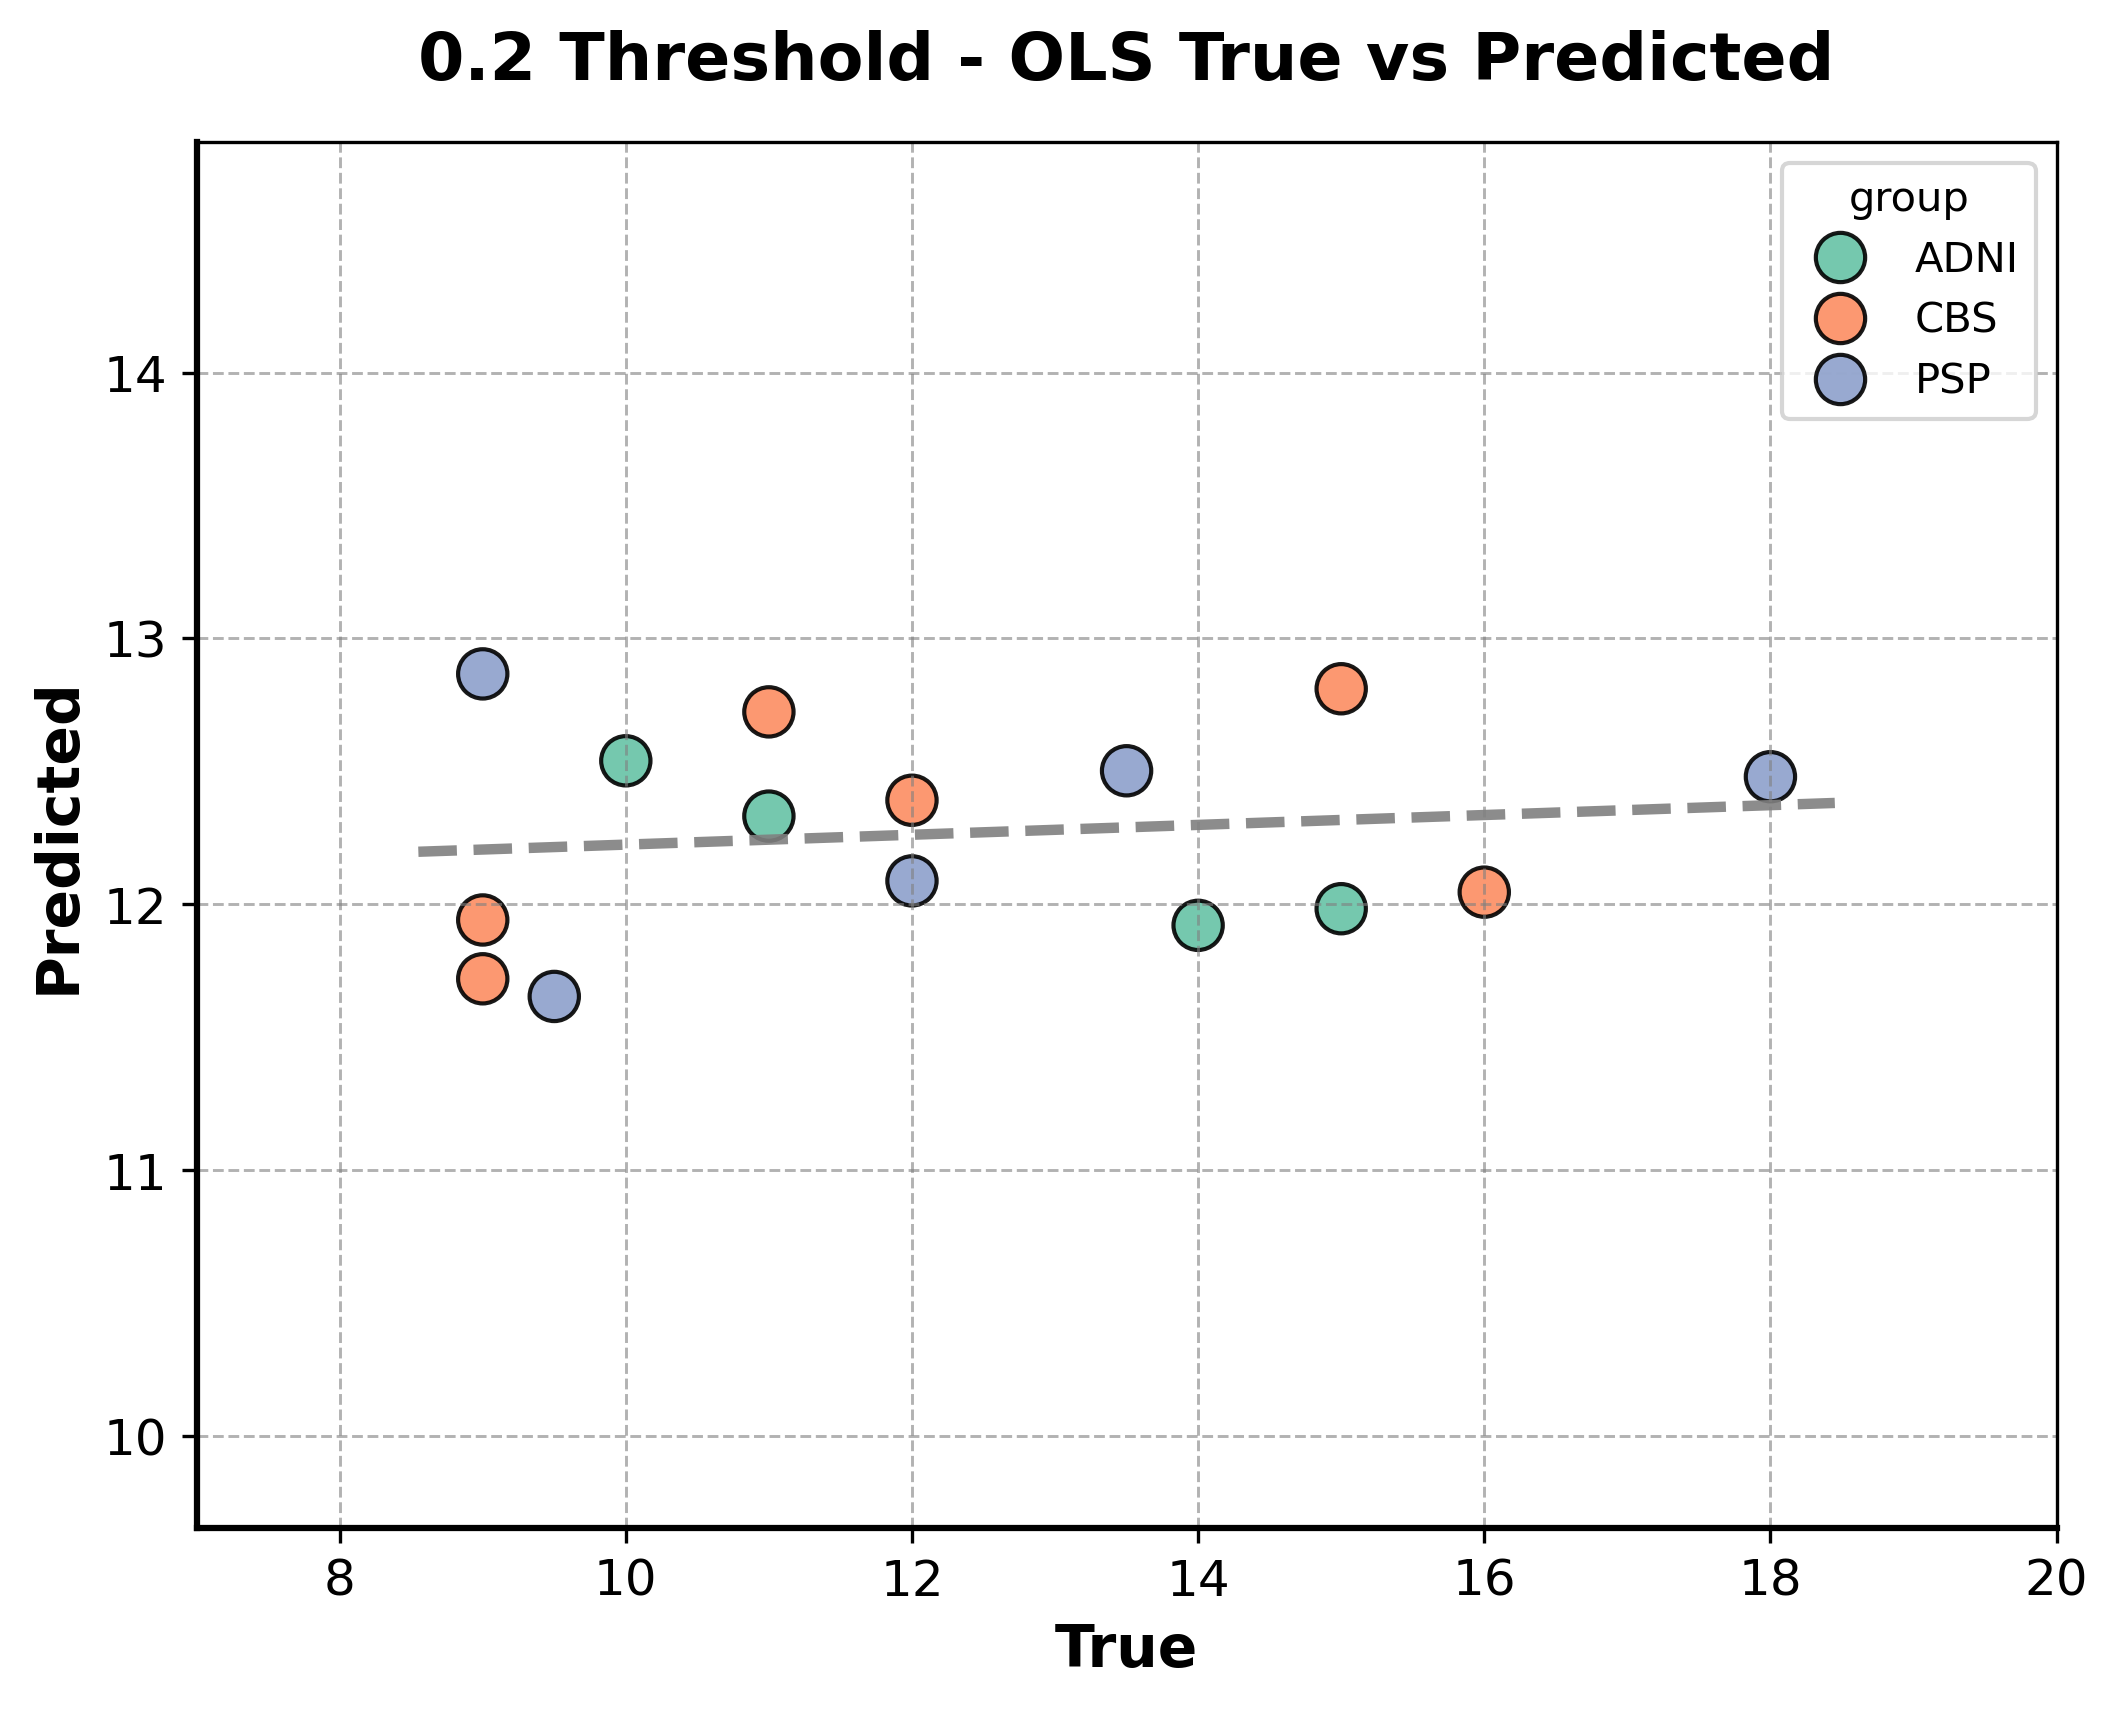 0.2 Threshold - OLS True vs Predicted
group
ADNI
CBS
PSP
14
13
12
11
10
Predicted
8 10 12 14 16 18 20
True